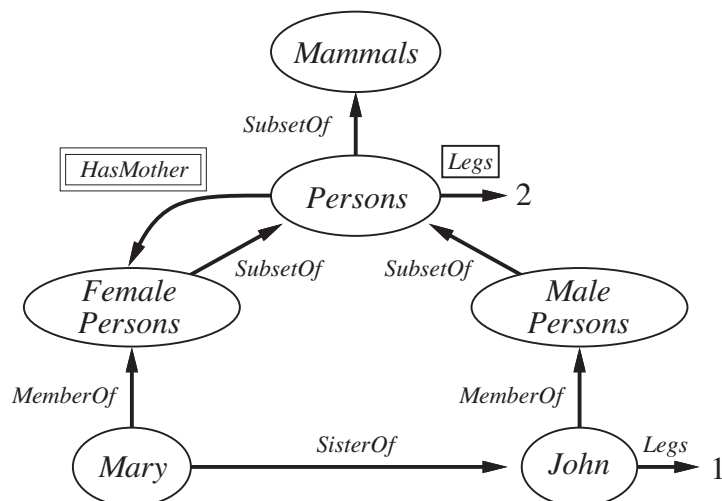 Mammals
SubsetOf
HasMother
Legs
Persons
2
SubsetOf
SubsetOf
Female
Persons
Male
Persons
MemberOf
MemberOf
SisterOf
Legs
Mary
John
1